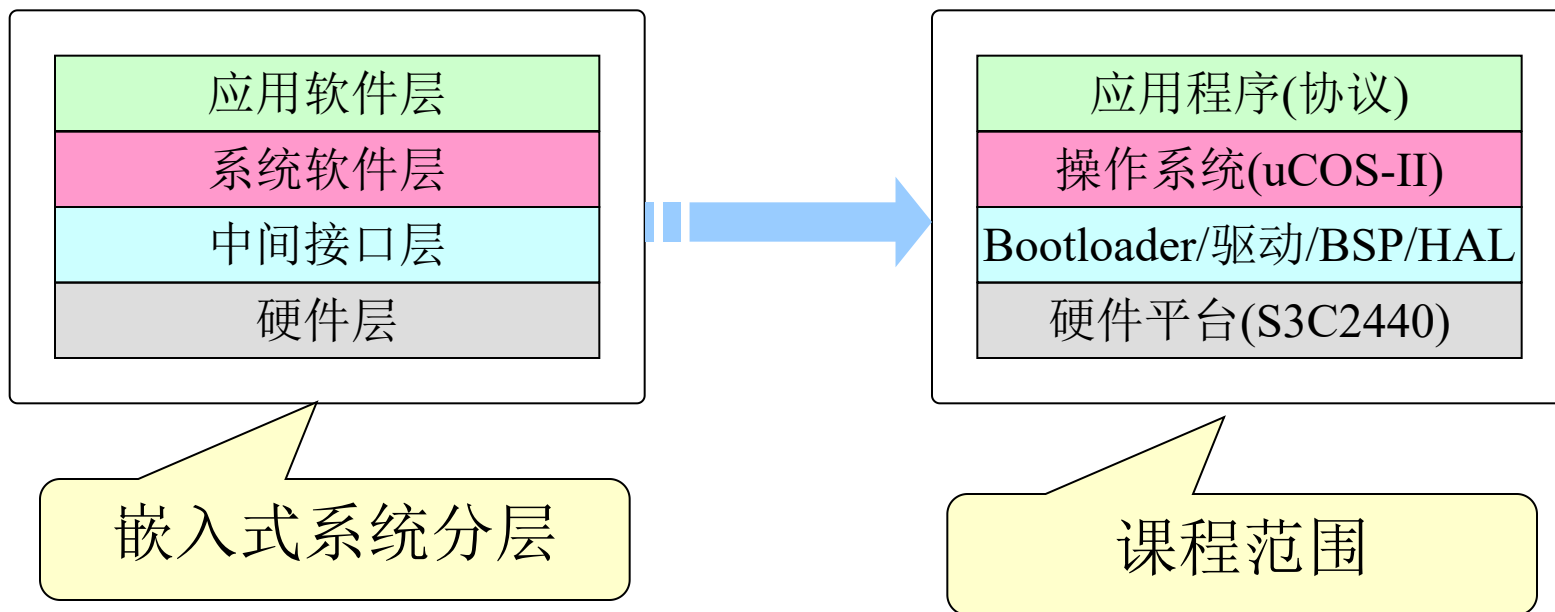 应用软件层
系统软件层
中间接口层
硬件层
嵌入式系统分层
应用程序(协议)
操作系统(uCOS-II)
Bootloader/驱动/BSP/HAL
硬件平台(S3C2440)
课程范围